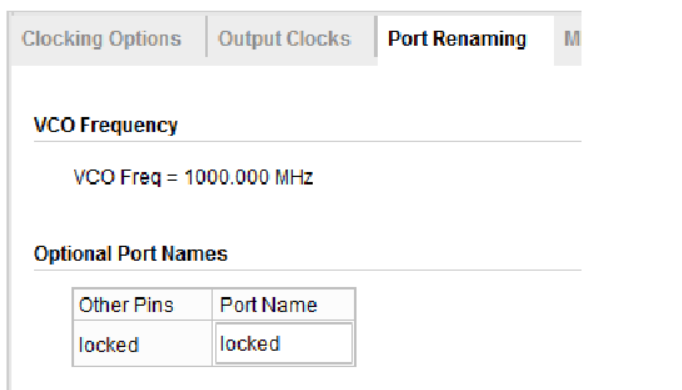 Clocking Options Output Clocks Port Renaming M
VCO Frequency
VCO Freq = 1000.000 MHz
Optional Port Names
Other Pins Port Name
locked locked